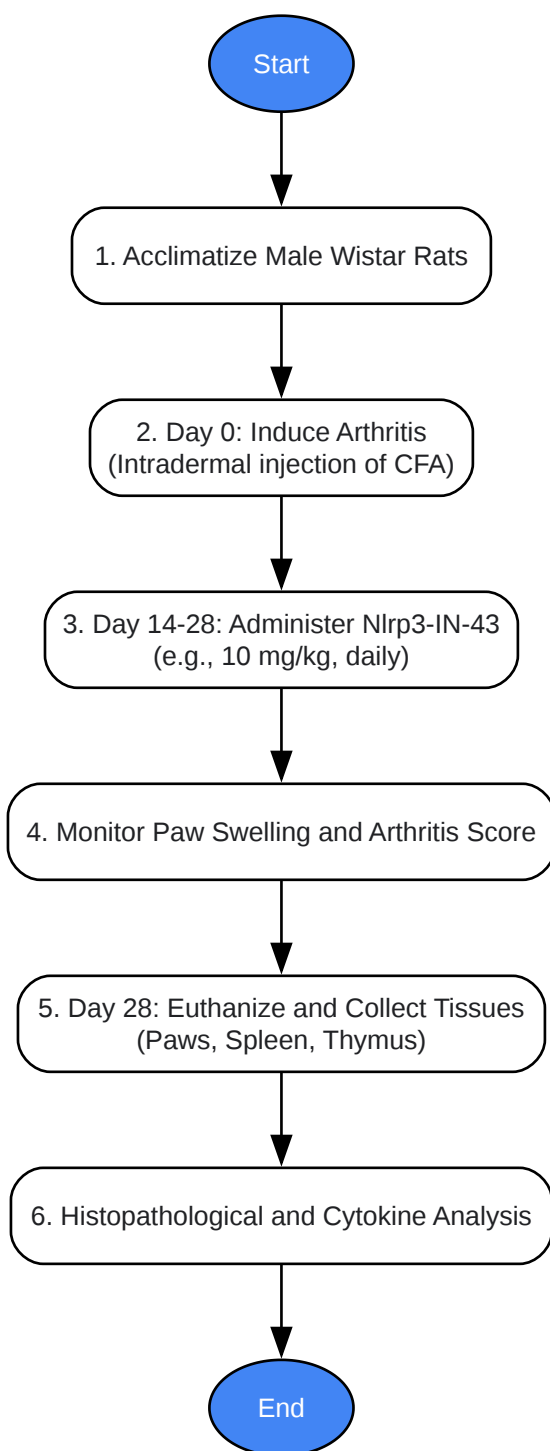 Start
1. Acclimatize Male Wistar Rats
2. Day 0: Induce Arthritis
(Intradermal injection of CFA)
3. Day 14-28: Administer Nlrp3-IN-43
(e.g., 10 mg/kg, daily)
4. Monitor Paw Swelling and Arthritis Score
5. Day 28: Euthanize and Collect Tissues
(Paws, Spleen, Thymus)
6. Histopathological and Cytokine Analysis
End